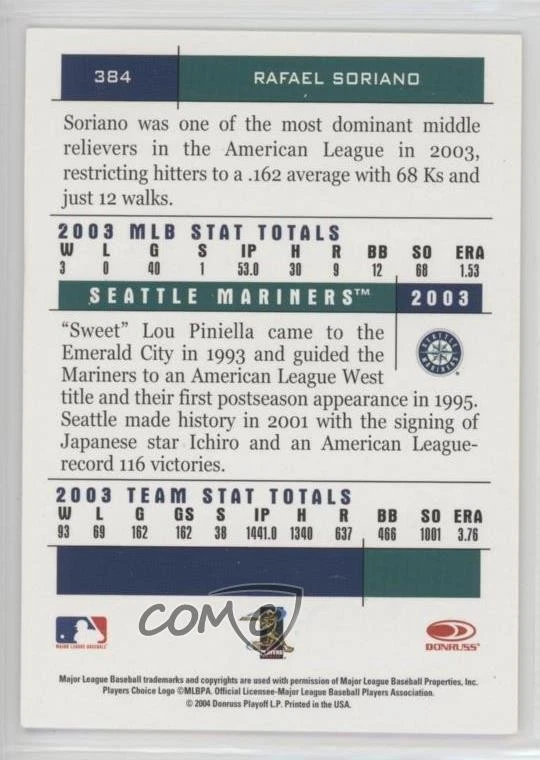 384 RAFAEL SORIANO
Soriano was one of the most dominant middle
relievers in the American League in 2003,
restricting hitters to a .162 average with 68 Ks and
just 12 walks.
2003 MLB STAT TOTALS
W L G S IP H R BB SO ERA
3 0 40 1 53.0 30 9 12 68 1.53
SEATTLE MARINERS™ 2003
"Sweet" Lou Piniella came to the
Emerald City in 1993 and guided the
Mariners to an American League West
title and their first postseason appearance in 1995.
Seattle made history in 2001 with the signing of
Japanese star Ichiro and an American League-
record 116 victories.
SEATTLE MARINERS
2003 TEAM STAT TOTALS
W L G GS S IP H R BB SO ERA
93 69 162 162 38 1441.0 1340 637 466 1001 3.76
COMC
MAJOR LEAGUE BASEBALL
PLAYERS
DONRUSS
Major League Baseball trademarks and copyrights are used with permission of Major League Baseball Properties, Inc.
Players Choice Logo ©MLBPA. Official Licensee-Major League Baseball Players Association.
© 2004 Donruss Playoff L.P. Printed in the USA.